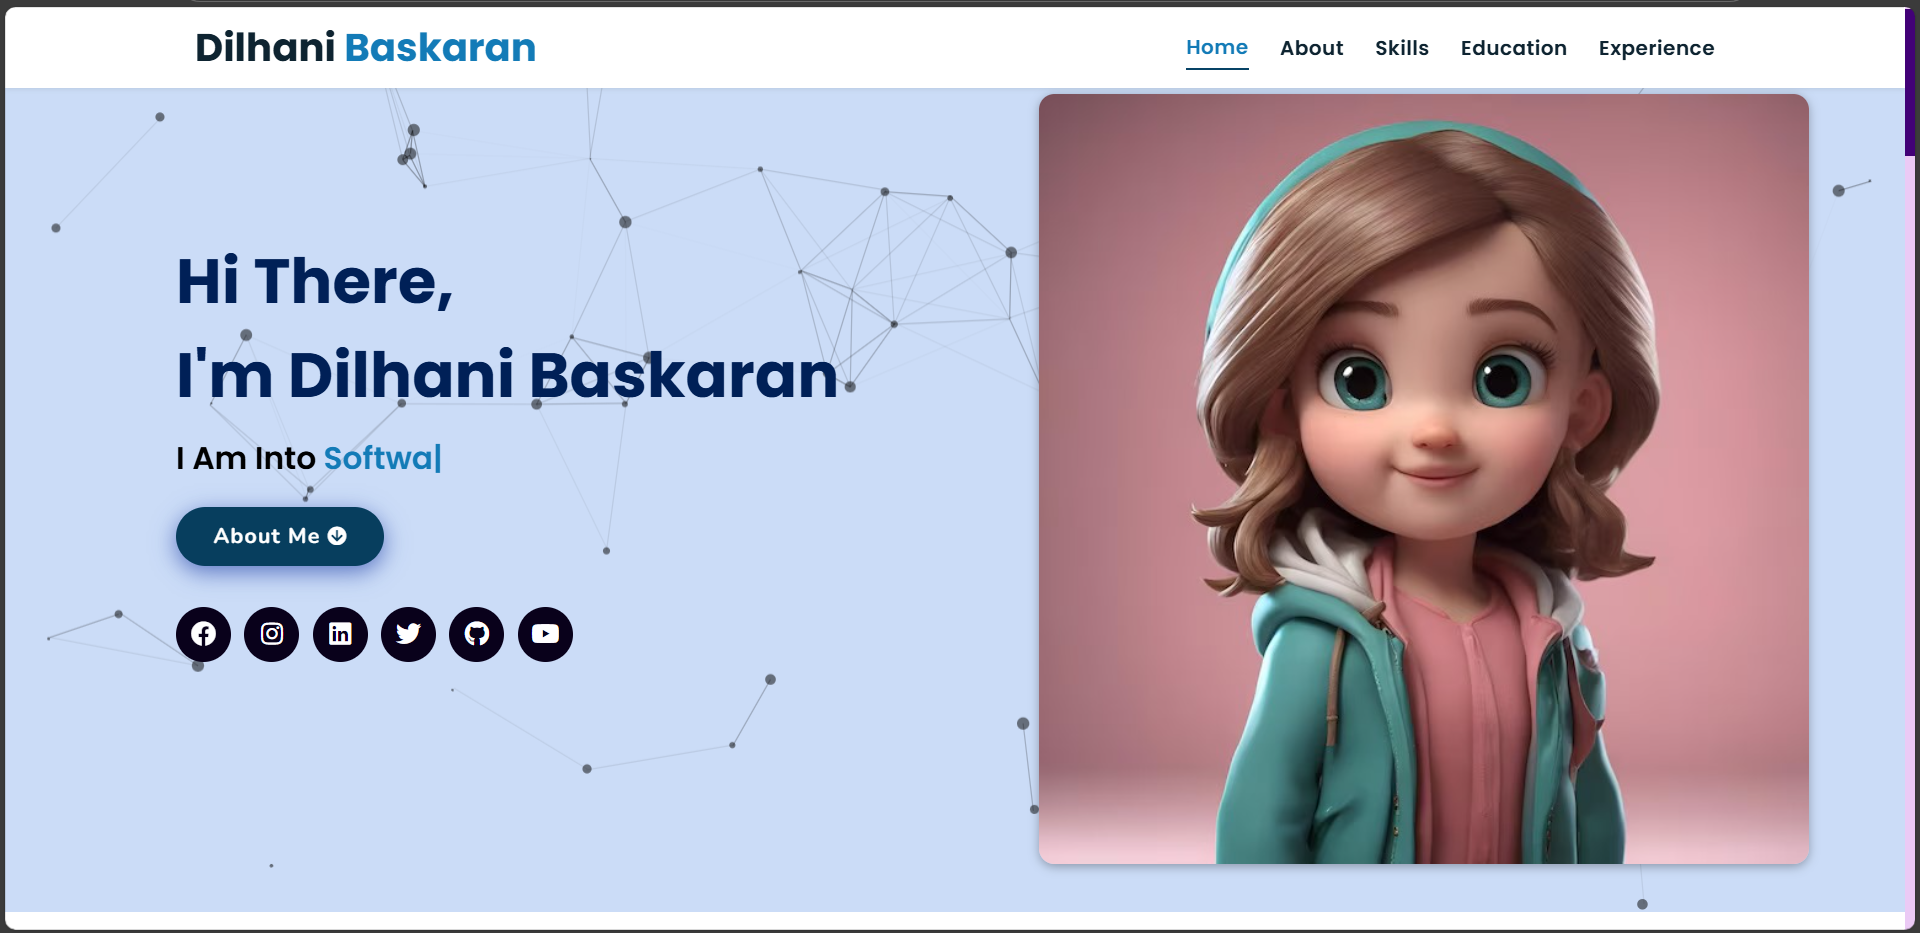 Dilhani Baskaran
Home About Skills Education Experience
Hi There,
I'm Dilhani Baskaran
I Am Into Softwa|
About Me